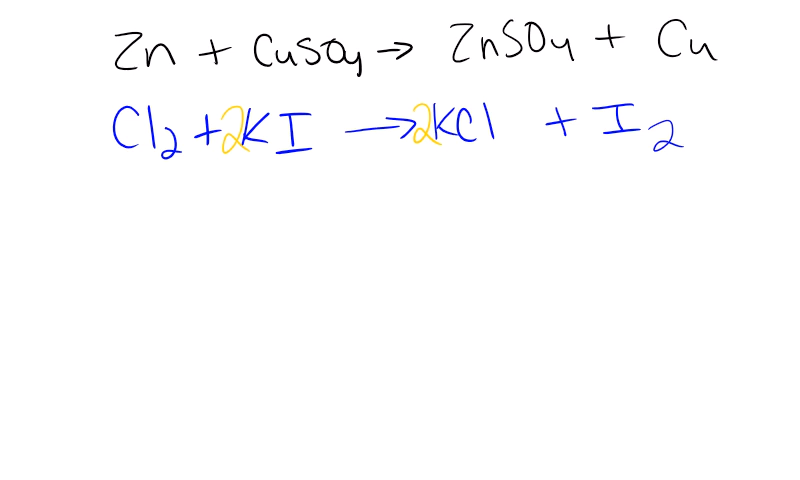 Zn + CuSO4 → ZnSO4 + Cu
Cl2 + 2KI → 2KCl + I2